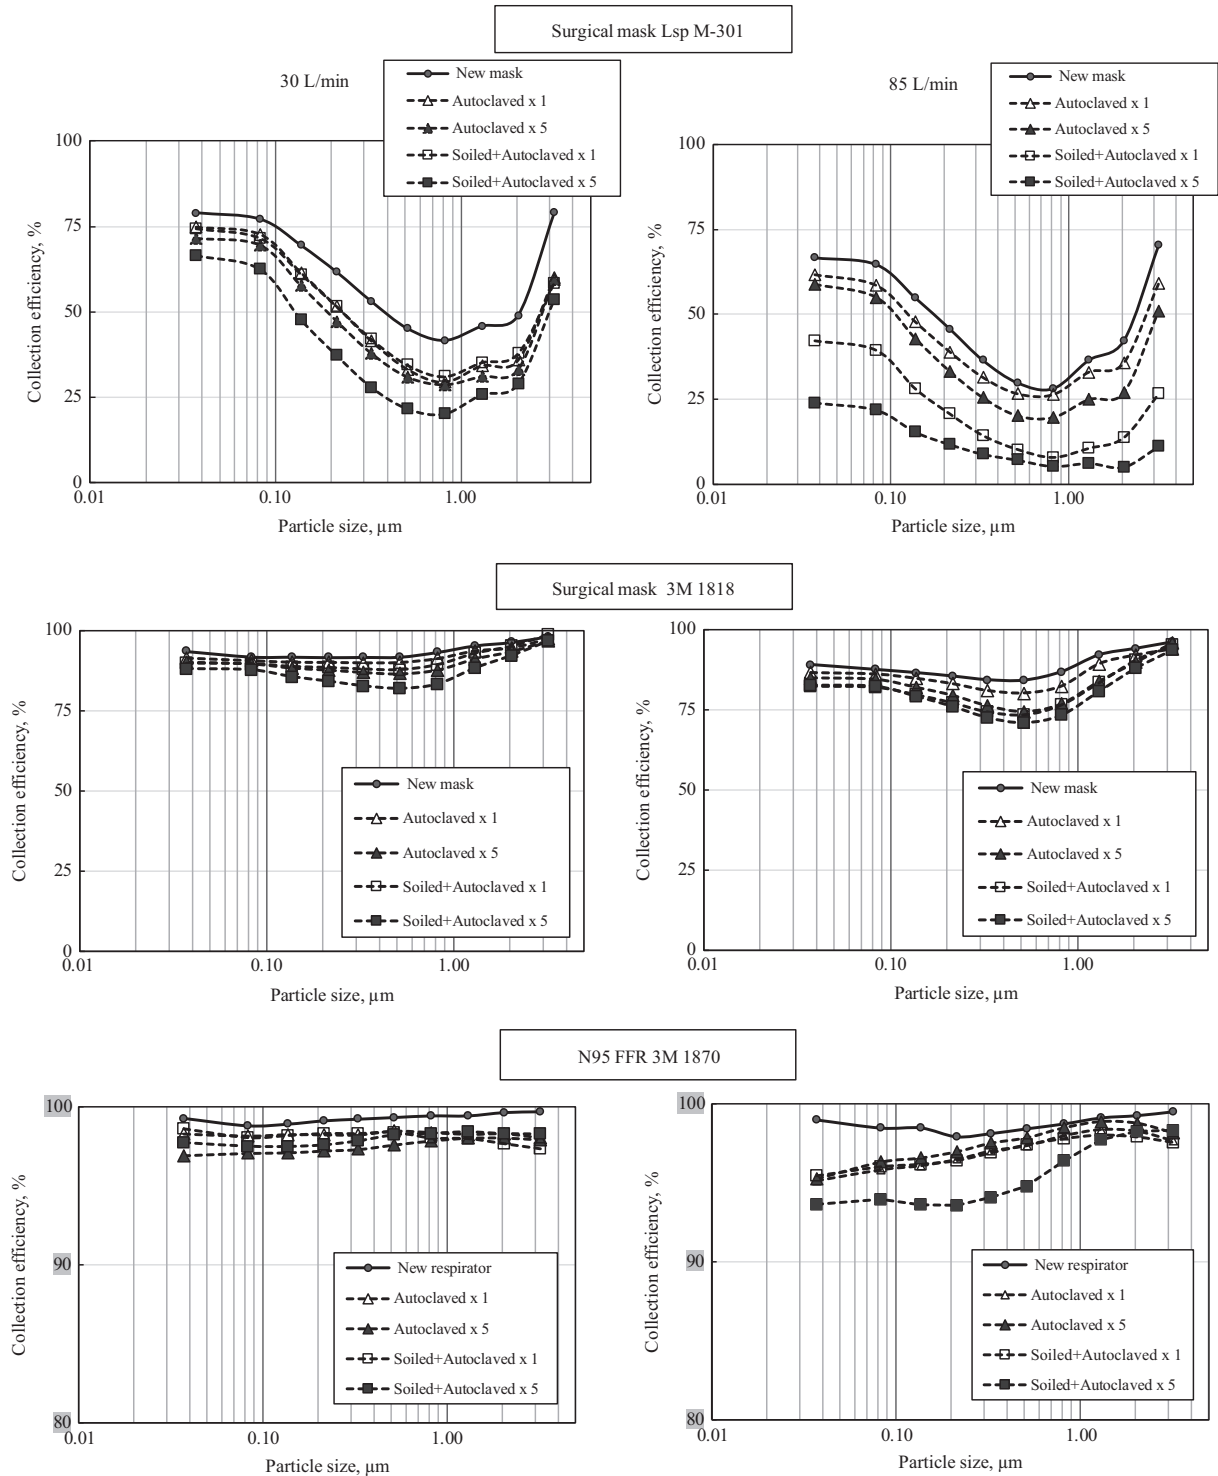 Surgical mask Lsp M-301
30 L/min
New mask
Autoclaved x 1
Autoclaved x 5
Soiled+Autoclaved x 1
Soiled+Autoclaved x 5
100
75
50
25
0
0.01
0.10
1.00
Collection efficiency, %
Particle size, µm
85 L/min
New mask
Autoclaved x 1
Autoclaved x 5
Soiled+Autoclaved x 1
Soiled+Autoclaved x 5
100
75
50
25
0
0.01
0.10
1.00
Collection efficiency, %
Particle size, µm
Surgical mask 3M 1818
100
75
50
25
0
0.01
0.10
1.00
Collection efficiency, %
New mask
Autoclaved x 1
Autoclaved x 5
Soiled+Autoclaved x 1
Soiled+Autoclaved x 5
Particle size, µm
100
75
50
25
0
0.01
0.10
1.00
Collection efficiency, %
New mask
Autoclaved x 1
Autoclaved x 5
Soiled+Autoclaved x 1
Soiled+Autoclaved x 5
Particle size, µm
N95 FFR 3M 1870
100
90
80
0.01
0.10
1.00
Collection efficiency, %
New respirator
Autoclaved x 1
Autoclaved x 5
Soiled+Autoclaved x 1
Soiled+Autoclaved x 5
Particle size, µm
100
90
80
0.01
0.10
1.00
Collection efficiency, %
New respirator
Autoclaved x 1
Autoclaved x 5
Soiled+Autoclaved x 1
Soiled+Autoclaved x 5
Particle size, µm